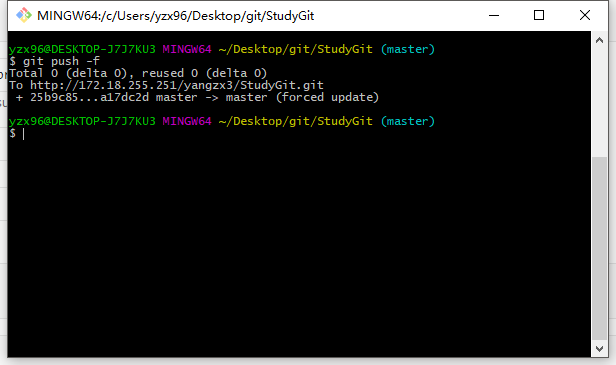 MINGW64:/c/Users/yzx96/Desktop/git/StudyGit
yzx96@DESKTOP-J7J7KU3 MINGW64 ~/Desktop/git/StudyGit (master)
$ git push -f
Total 0 (delta 0), reused 0 (delta 0)
To http://172.18.255.251/yangzx3/StudyGit.git
 + 25b9c85...a17dc2d master -> master (forced update)
yzx96@DESKTOP-J7J7KU3 MINGW64 ~/Desktop/git/StudyGit (master)
$